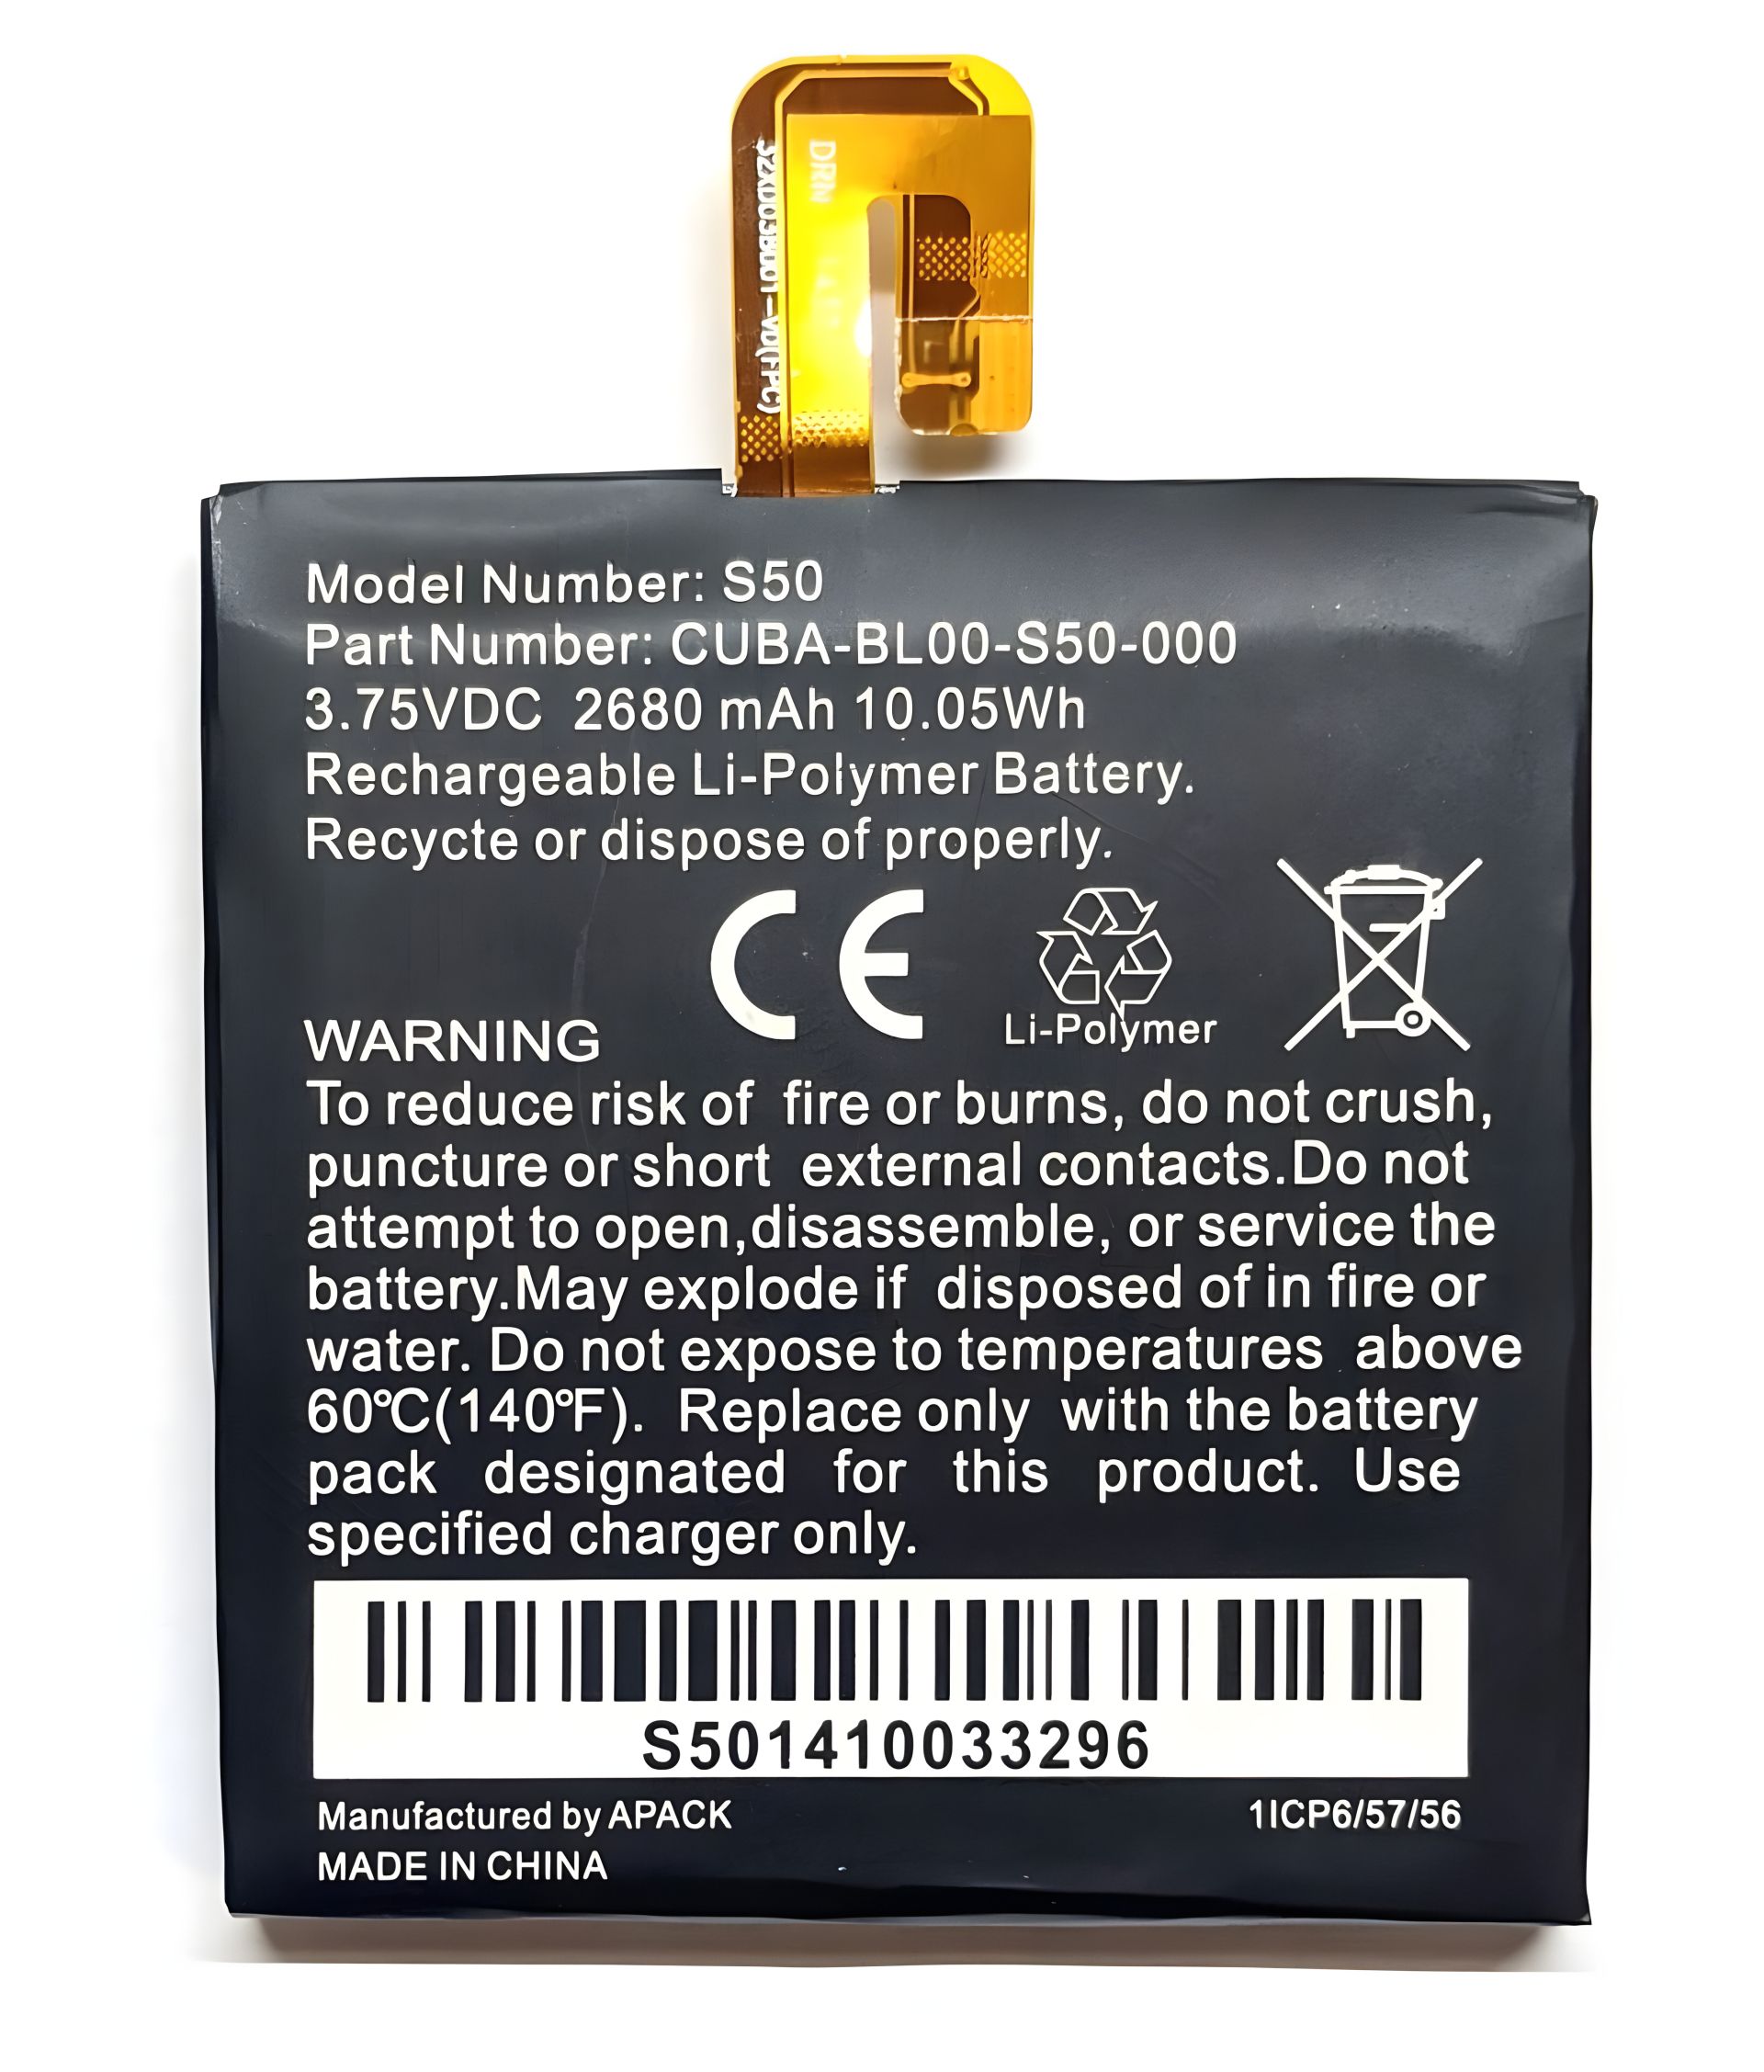 Model Number: S50
Part Number: CUBA-BL00-S50-000
3.75VDC 2680 mAh 10.05Wh
Rechargeable Li-Polymer Battery.
Recycte or dispose of properly.
CE
Li-Polymer
WARNING
To reduce risk of fire or burns, do not crush,
puncture or short external contacts.Do not
attempt to open,disassemble, or service the
battery.May explode if disposed of in fire or
water. Do not expose to temperatures above
60℃(140℉). Replace only with the battery
pack designated for this product. Use
specified charger only.
S501410033296
Manufactured by APACK
1ICP6/57/56
MADE IN CHINA